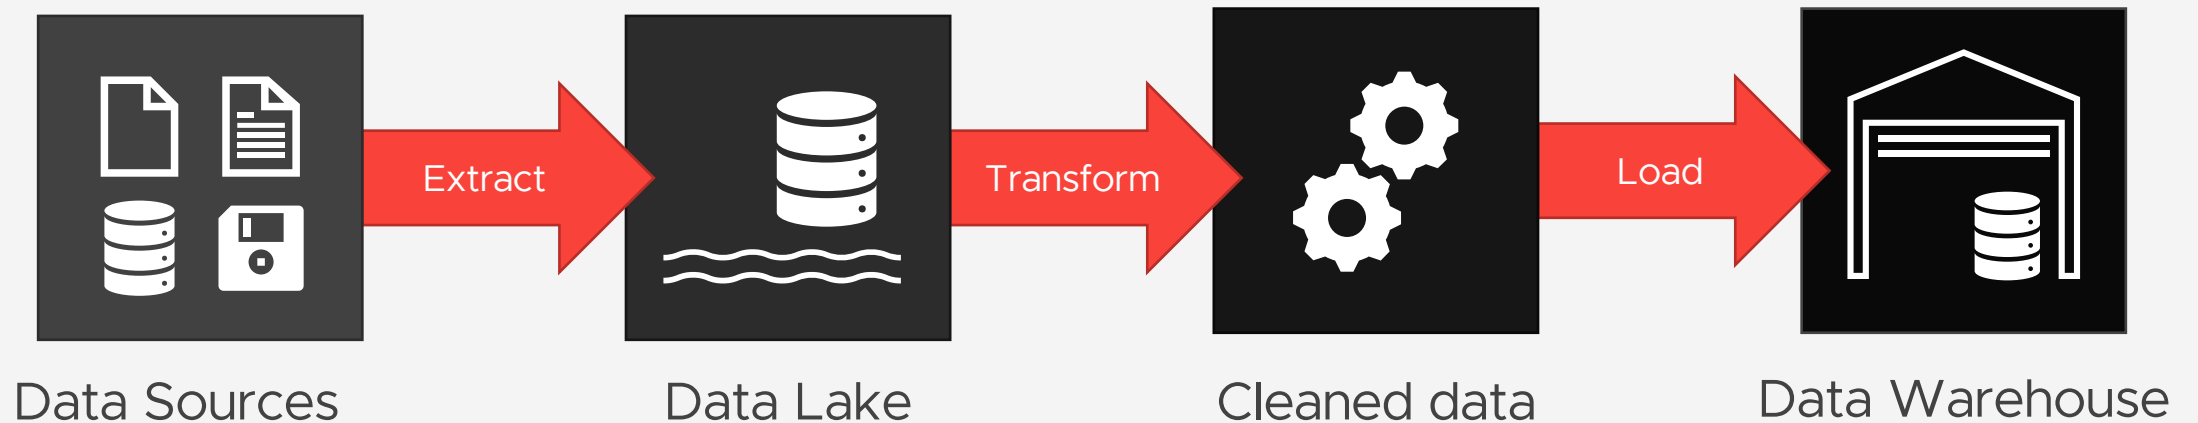 Extract
Transform
Load
Data Sources
Data Lake
Cleaned data
Data Warehouse